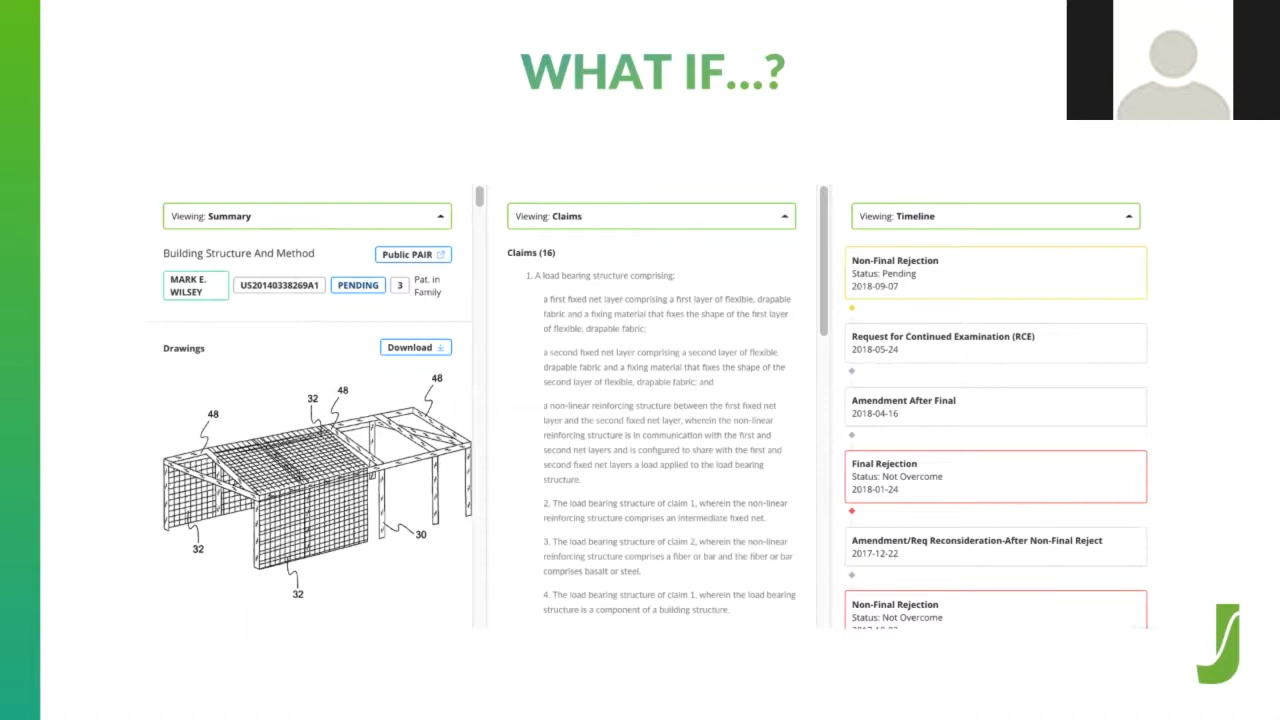 WHAT IF...?
Viewing: Summary
Building Structure And Method
Public PAIR
MARK E.
WILSEY
US20140338269A1
PENDING
3
Pat. in
Family
Drawings
Download
48
48
32
48
32
30
32
Viewing: Claims
Claims (16)
1. A load bearing structure comprising:
a first fixed net layer comprising a first layer of flexible, drapable
fabric and a fixing material that fixes the shape of the first layer
of flexible, drapable fabric;
a second fixed net layer comprising a second layer of flexible,
drapable fabric and a fixing material that fixes the shape of the
second layer of flexible, drapable fabric; and
a non-linear reinforcing structure between the first fixed net
layer and the second fixed net layer, wherein the non-linear
reinforcing structure is in communication with the first and
second net layers and is configured to share with the first and
second fixed net layers a load applied to the load bearing
structure.
2. The load bearing structure of claim 1, wherein the non-linear
reinforcing structure comprises an intermediate fixed net.
3. The load bearing structure of claim 2, wherein the non-linear
reinforcing structure comprises a fiber or bar and the fiber or bar
comprises basalt or steel.
4. The load bearing structure of claim 1, wherein the load bearing
structure is a component of a building structure.
Viewing: Timeline
Non-Final Rejection
Status: Pending
2018-09-07
Request for Continued Examination (RCE)
2018-05-24
Amendment After Final
2018-04-16
Final Rejection
Status: Not Overcome
2018-01-24
Amendment/Req Reconsideration-After Non-Final Reject
2017-12-22
Non-Final Rejection
Status: Not Overcome